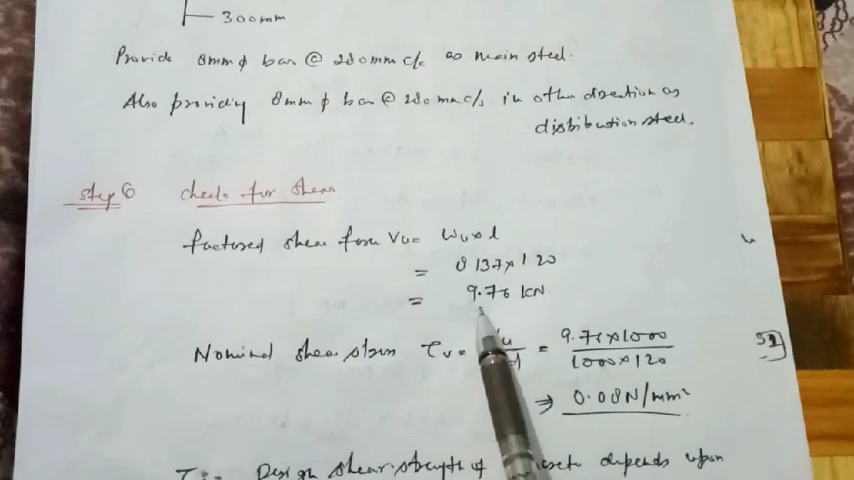 300mm
Provide 8mm ϕ bar @ 280mm c/c as main steel.
Also providing 8mm ϕ bar @ 280mm c/c in other direction as
distribution steel.
Step 6 check for shear
factored shear force Vu = Wu x l
= 8.137 x 1.20
= 9.76 KN
Nominal shear stress τv = = 9.76 x 1000 / 1000 x 120
⇒ 0.08 N/mm²
Design shear strength of depends upon